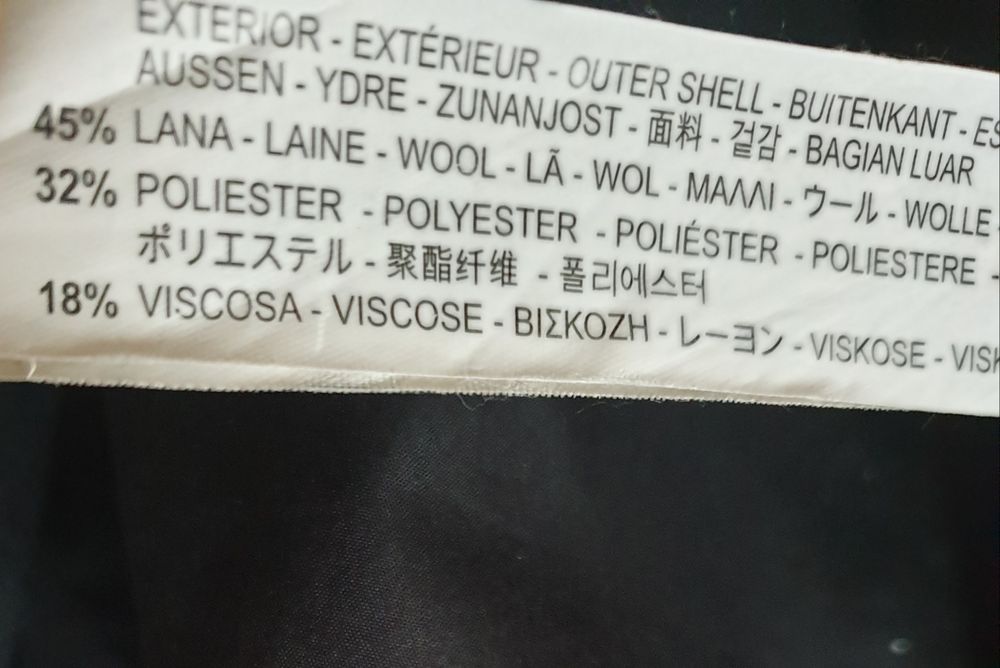 EXTERIOR - EXTÉRIEUR - OUTER SHELL - BUITENKANT -
AUSSEN - YDRE - ZUNANJOST - 面料 - 겉감 - BAGIAN LUAR
45% LANA - LAINE - WOOL - LÃ - WOL - ΜΑΛΛΙ - ウール - WOLLE
32% POLIESTER - POLYESTER - POLIÉSTER - POLIESTERE -
ポリエステル - 聚酯纤维 - 폴리에스터
18% VISCOSA - VISCOSE - ΒΙΣΚΟΖΗ - レーヨン - VISKOSE -